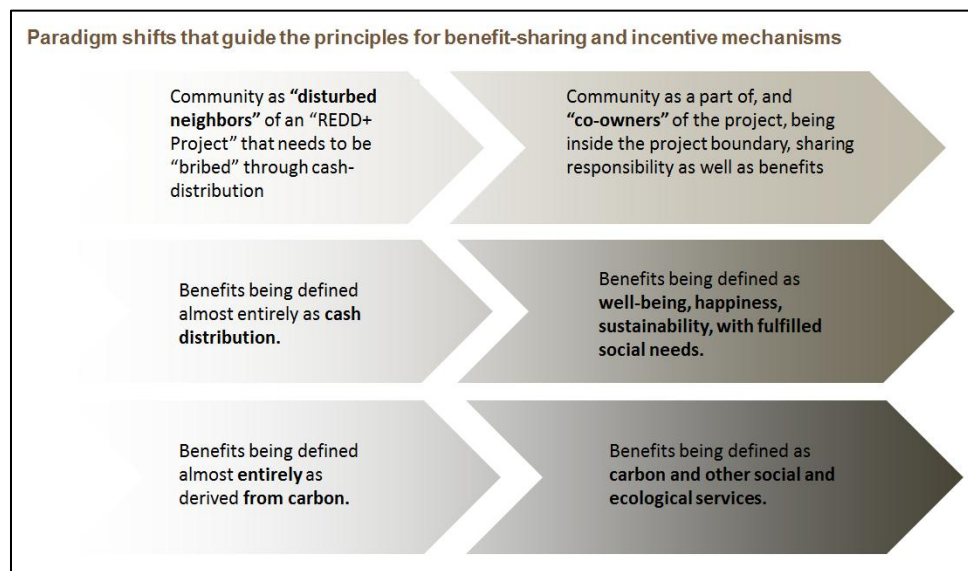 Paradigm shifts that guide the principles for benefit-sharing and incentive mechanisms
Community as “disturbed
neighbors” of an “REDD+
Project” that needs to be
“bribed” through cash-
distribution
Community as a part of, and
“co-owners” of the project, being
inside the project boundary, sharing
responsibility as well as benefits
Benefits being defined
almost entirely as cash
distribution.
Benefits being defined as
well-being, happiness,
sustainability, with fulfilled
social needs.
Benefits being defined
almost entirely as
derived from carbon.
Benefits being defined as
carbon and other social and
ecological services.